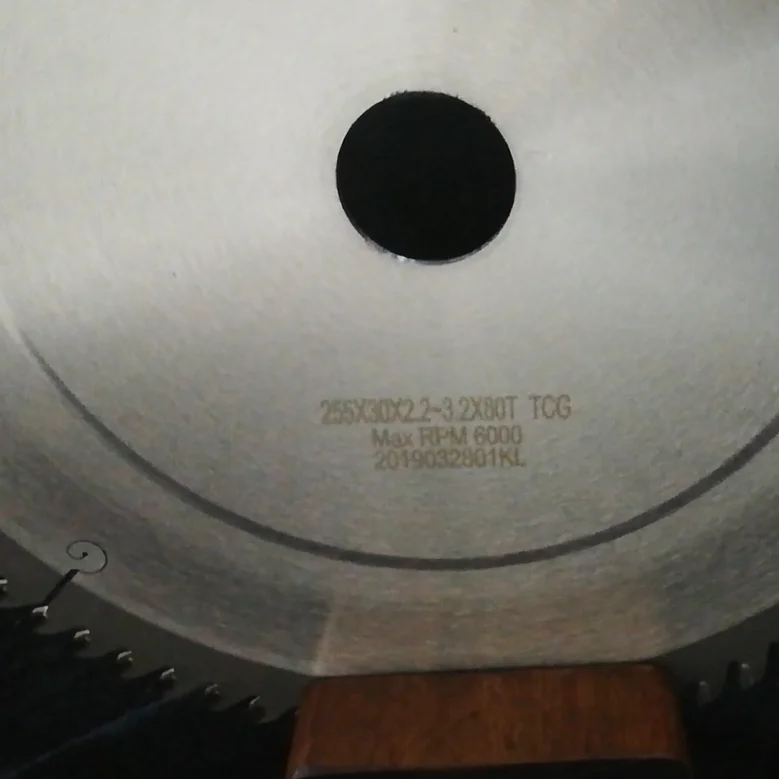 255X30X2.2-3.2X80T TCG
Max RPM 6000
2019032801KL